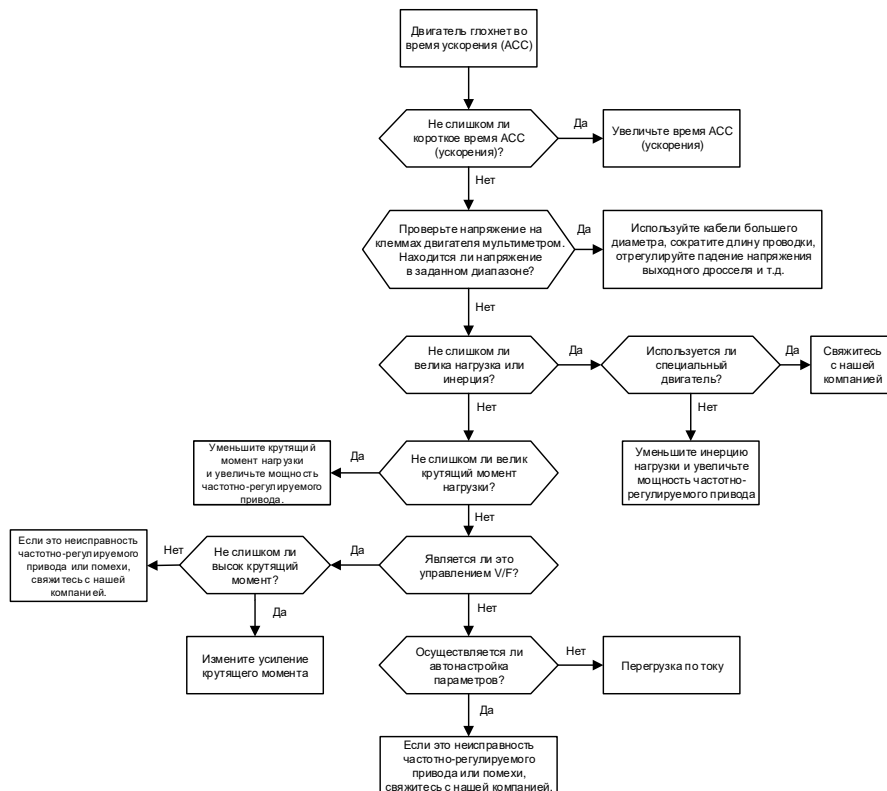 Двигатель глохнет во
время ускорения (ACC)
Не слишком ли
короткое время ACC
(ускорения)?
Да
Увеличьте время ACC
(ускорения)
Нет
Проверьте напряжение на
клеммах двигателя мультиметром.
Находится ли напряжение
в заданном диапазоне?
Да
Используйте кабели большего
диаметра, сократите длину проводки,
отрегулируйте падение напряжения
выходного дросселя и т.д.
Нет
Не слишком ли
велика нагрузка или
инерция?
Да
Используется ли
специальный
двигатель?
Да
Свяжитесь
с нашей
компанией
Нет
Нет
Уменьшите крутящий
момент нагрузки
и увеличьте мощность
частотно-регулируемого
привода.
Да
Не слишком ли велик
крутящий момент
нагрузки?
Уменьшите инерцию
нагрузки и увеличьте
мощность частотно-
регулируемого привода
Нет
Если это неисправность
частотно-регулируемого
привода или помехи,
свяжитесь с нашей
компанией.
Нет
Не слишком ли
высок крутящий
момент?
Да
Является ли это
управлением V/F?
Да
Нет
Измените усиление
крутящего момента
Осуществляется ли
автонастройка
параметров?
Нет
Перегрузка по току
Да
Если это неисправность
частотно-регулируемого
привода или помехи,
свяжитесь с нашей компанией.